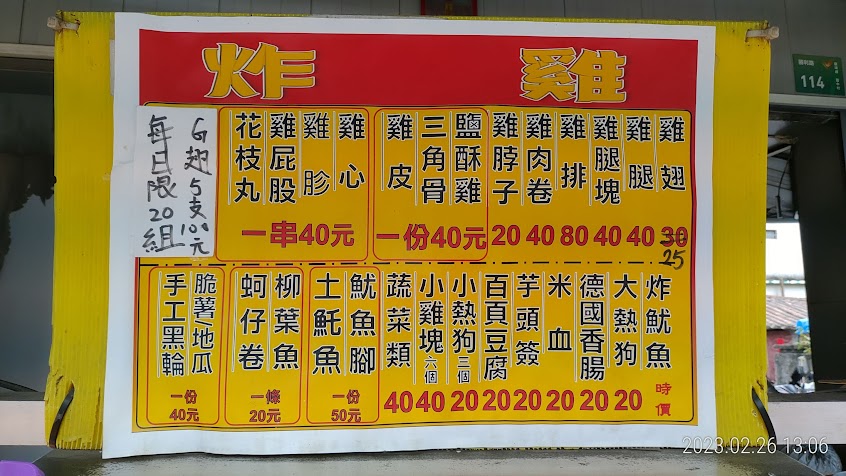 炸雞
雞翅 30 25
雞腿 40
雞腿塊 40
雞排 80
雞肉卷 40
雞脖子 20
鹽酥雞
三角骨
雞皮
一份40元
雞心
雞胗
雞屁股
花枝丸
一串40元
G翅5支100元
每日限20組
炸魷魚 時價
大熱狗 20
德國香腸 20
米血 20
芋頭簽 20
百頁豆腐 20
小熱狗三個 20
小雞塊六個 40
蔬菜類 40
魷魚腳
土魠魚
一份
50元
柳葉魚
蚵仔卷
一條
20元
脆薯/地瓜
手工黑輪
一份
40元
114
2023.02.26 13:06